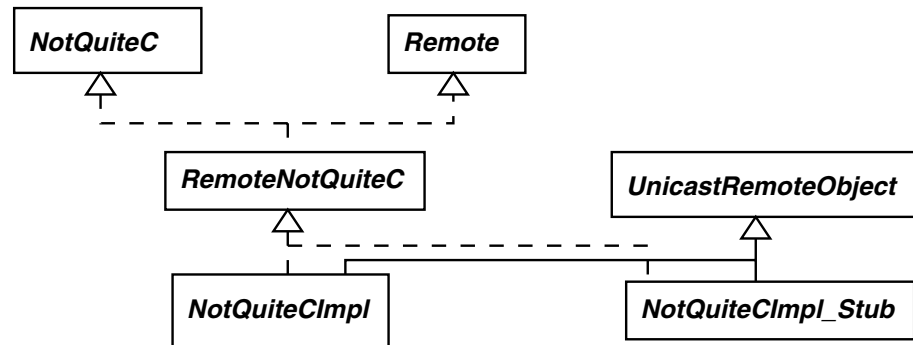 NotQuiteC
Remote
RemoteNotQuiteC
UnicastRemoteObject
NotQuiteCImpl
NotQuiteCImpl_Stub